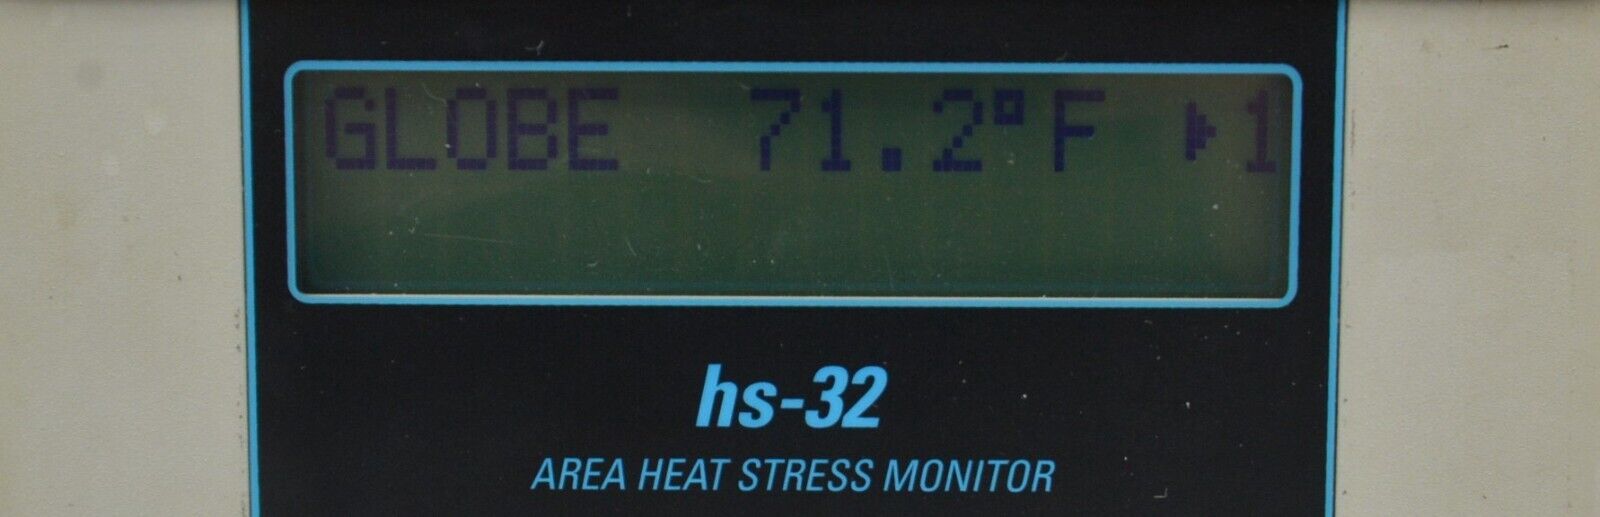 GLOBE 71.2°F ▶1
hs-32
AREA HEAT STRESS MONITOR